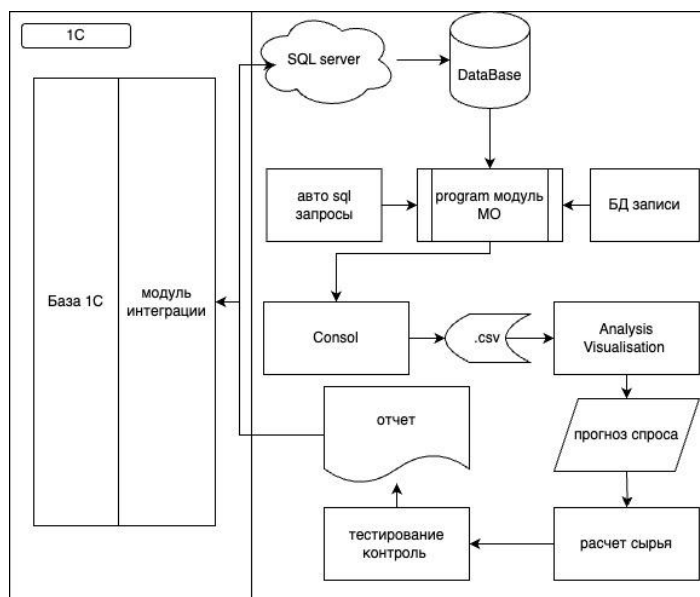 1С
SQL server
DataBase
авто sql
запросы
program модуль
МО
БД записи
База 1С
модуль
интеграции
Consol
.csv
Analysis
Visualisation
отчет
прогноз спроса
тестирование
контроль
расчет сырья